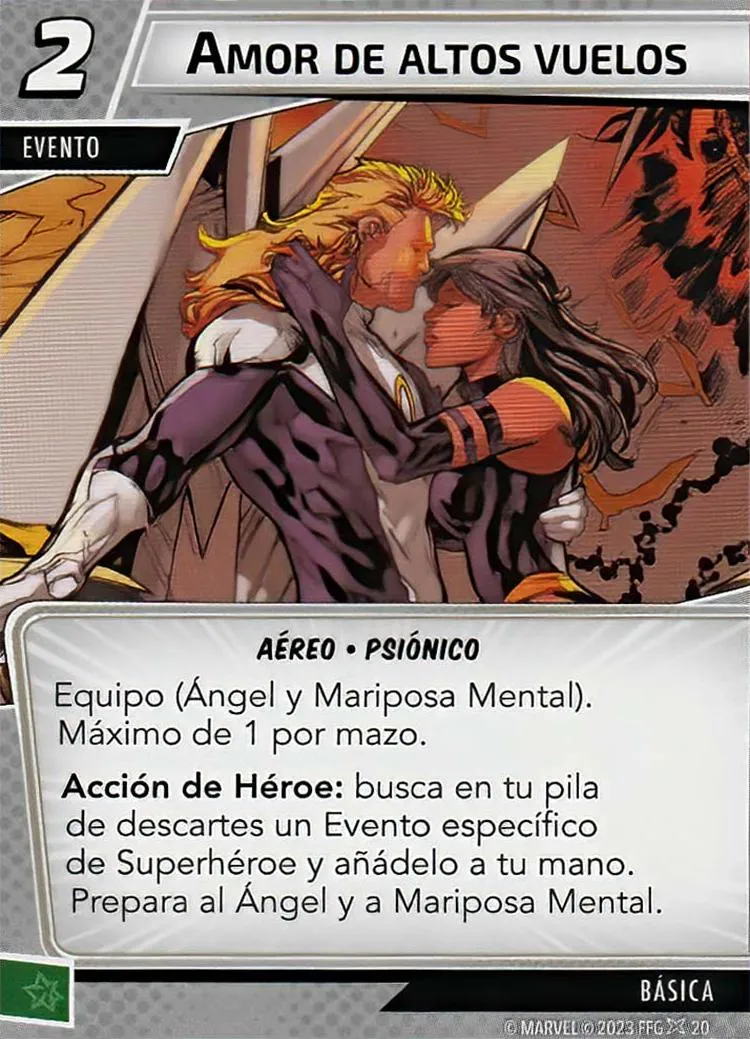 2
AMOR DE ALTOS VUELOS
EVENTO
AÉREO • PSIÓNICO
Equipo (Ángel y Mariposa Mental).
Máximo de 1 por mazo.
Acción de Héroe: busca en tu pila
de descartes un Evento específico
de Superhéroe y añádelo a tu mano.
Prepara al Ángel y a Mariposa Mental.
BÁSICA
© MARVEL © 2023 FFG 20